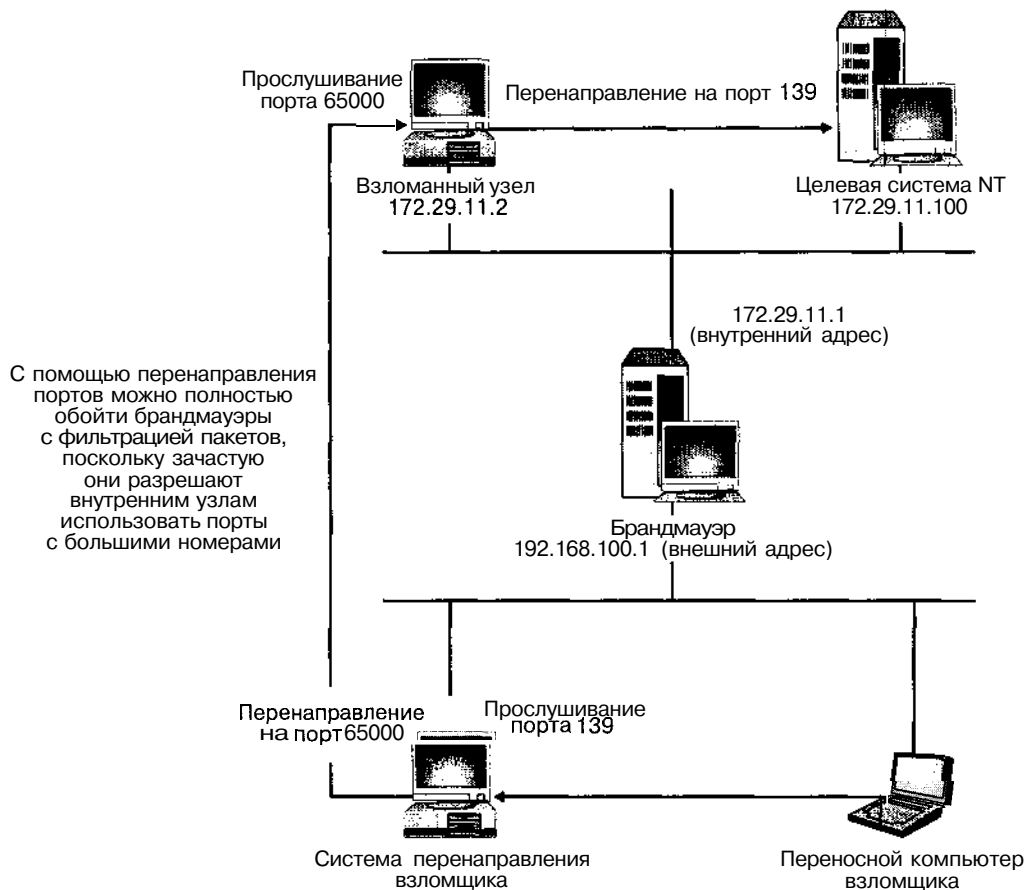 Прослушивание
порта 65000
Перенаправление на порт 139
Взломанный узел
172.29.11.2
Целевая система NT
172.29.11.100
172.29.11.1
(внутренний адрес)
С помощью перенаправления
портов можно полностью
обойти брандмауэры
с фильтрацией пакетов,
поскольку зачастую
они разрешают
внутренним узлам
использовать порты
с большими номерами
Брандмауэр
192.168.100.1 (внешний адрес)
Перенаправление
на порт 65000
Прослушивание
порта 139
Система перенаправления
взломщика
Переносной компьютер
взломщика